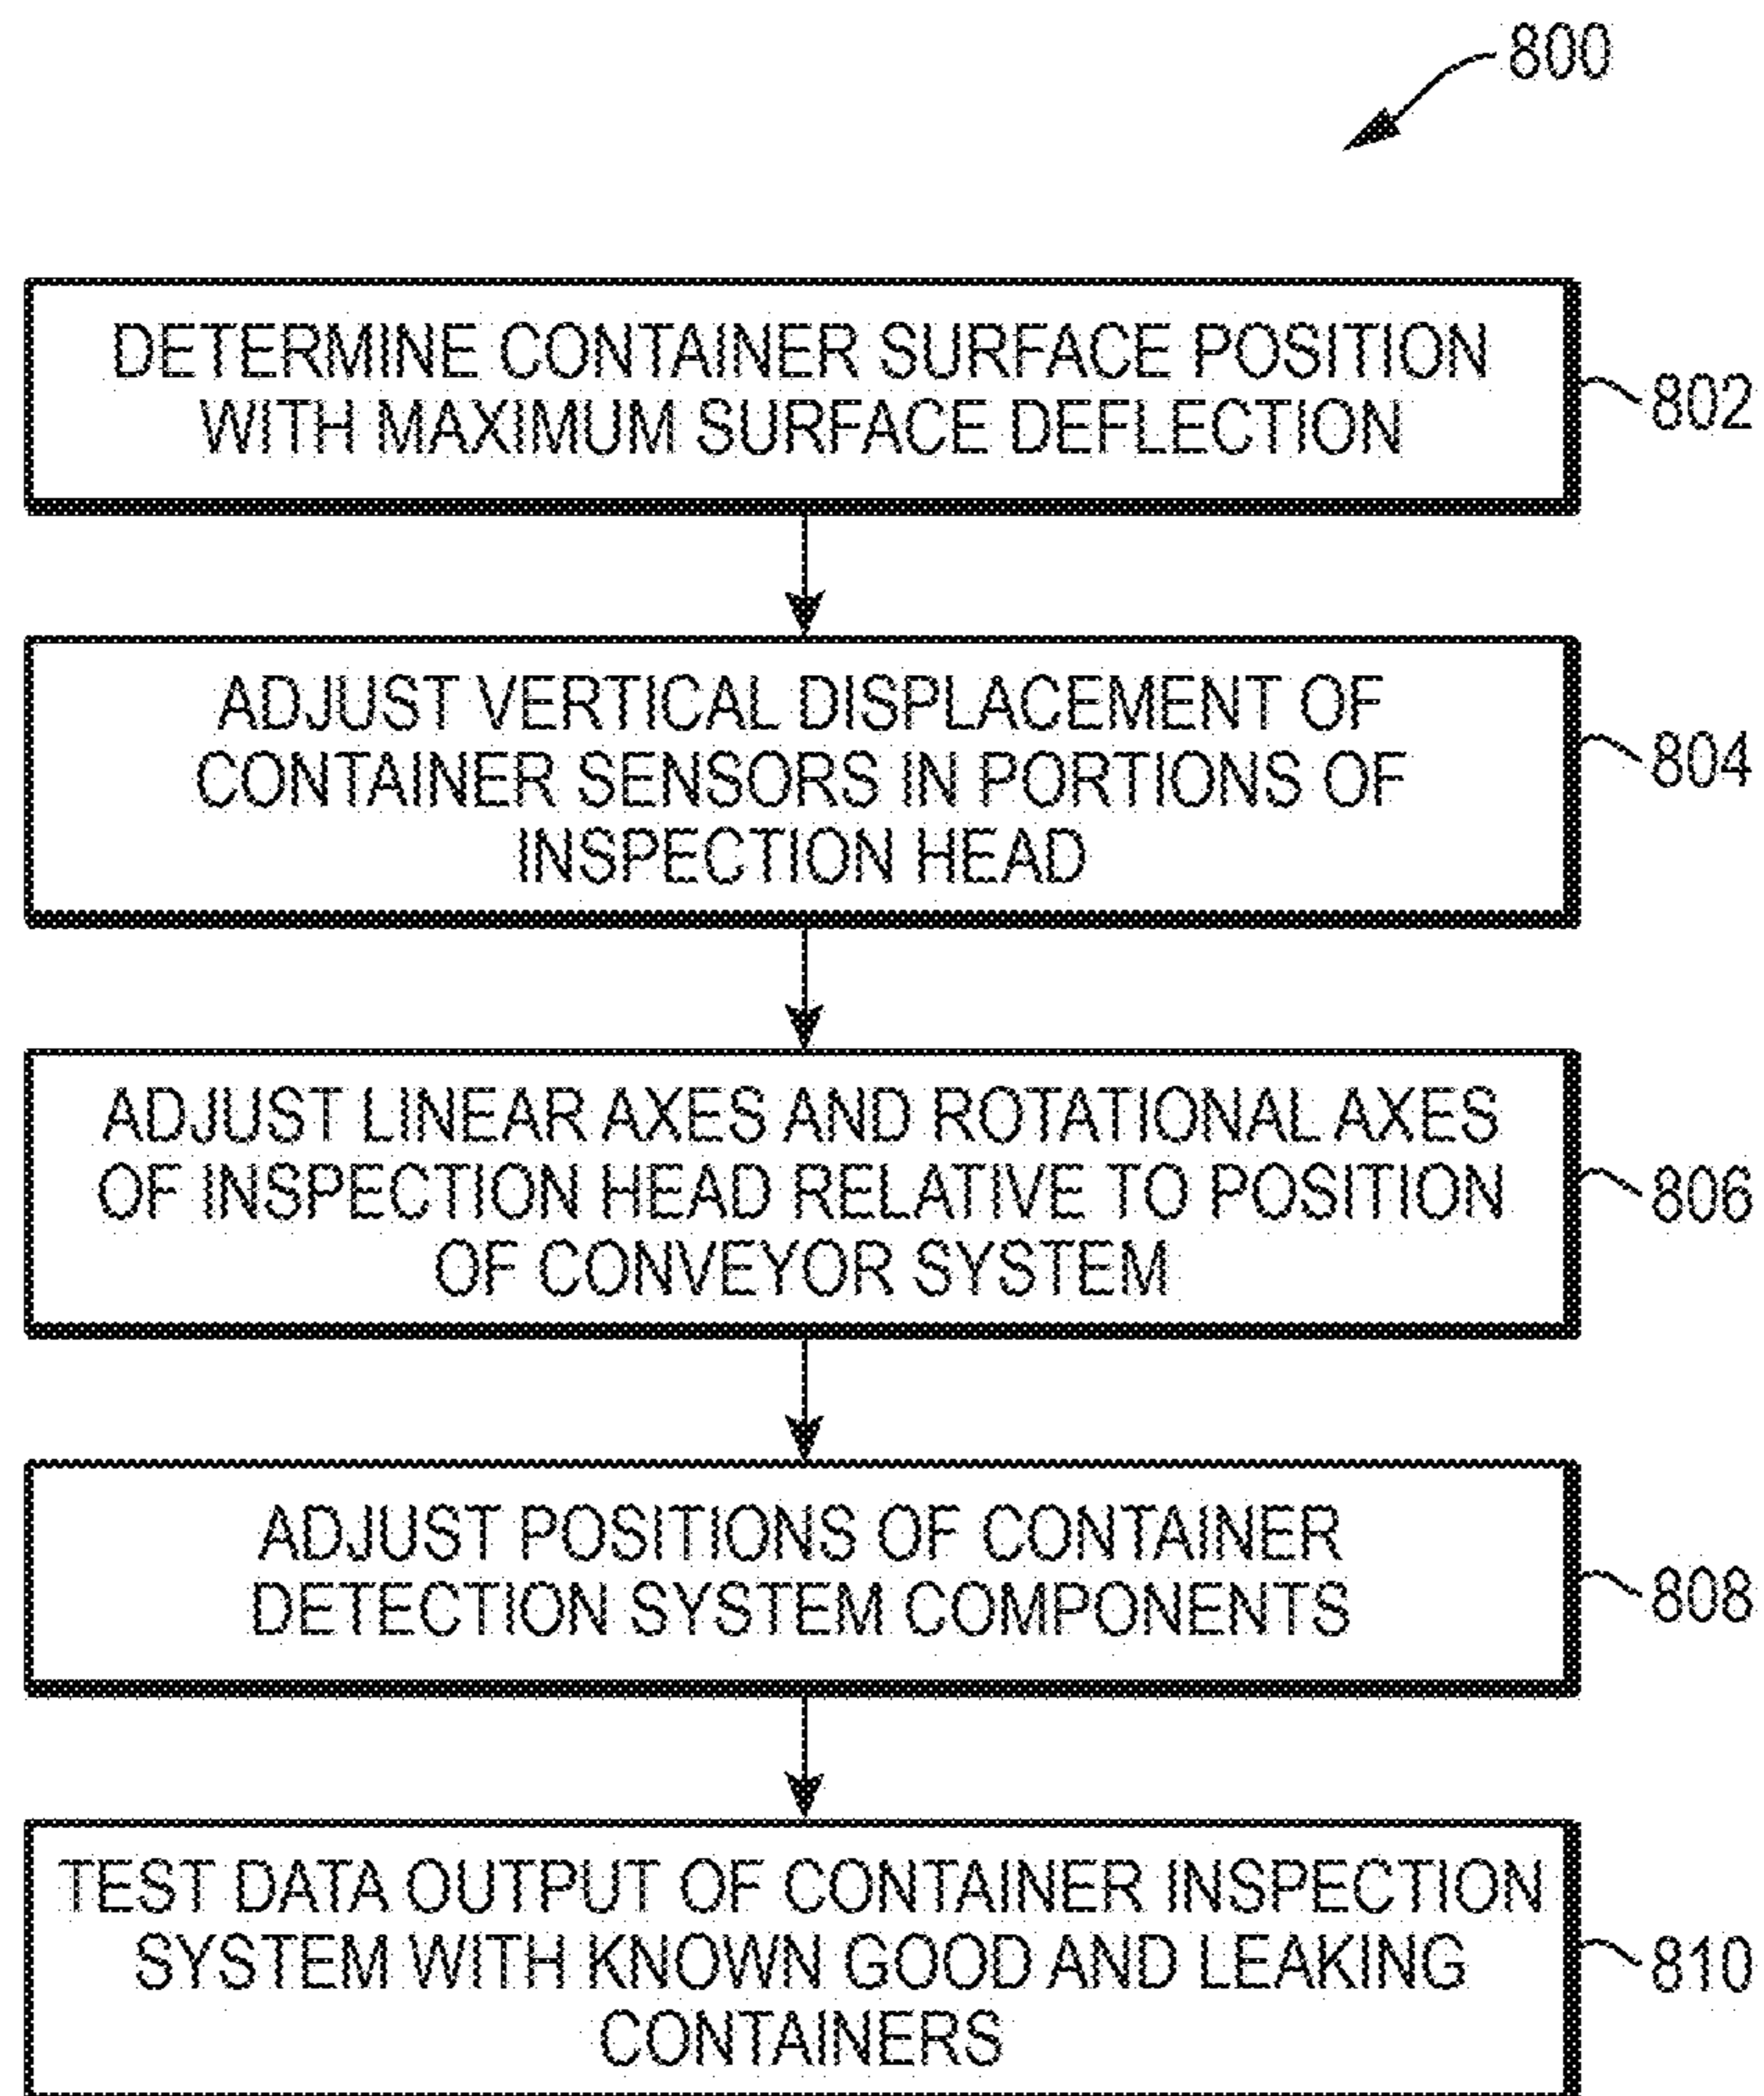 800
DETERMINE CONTAINER SURFACE POSITION
WITH MAXIMUM SURFACE DEFLECTION
802
ADJUST VERTICAL DISPLACEMENT OF
CONTAINER SENSORS IN PORTIONS OF
INSPECTION HEAD
804
ADJUST LINEAR AXES AND ROTATIONAL AXES
OF INSPECTION HEAD RELATIVE TO POSITION
OF CONVEYOR SYSTEM
806
ADJUST POSITIONS OF CONTAINER
DETECTION SYSTEM COMPONENTS
808
TEST DATA OUTPUT OF CONTAINER INSPECTION
SYSTEM WITH KNOWN GOOD AND LEAKING
CONTAINERS
810